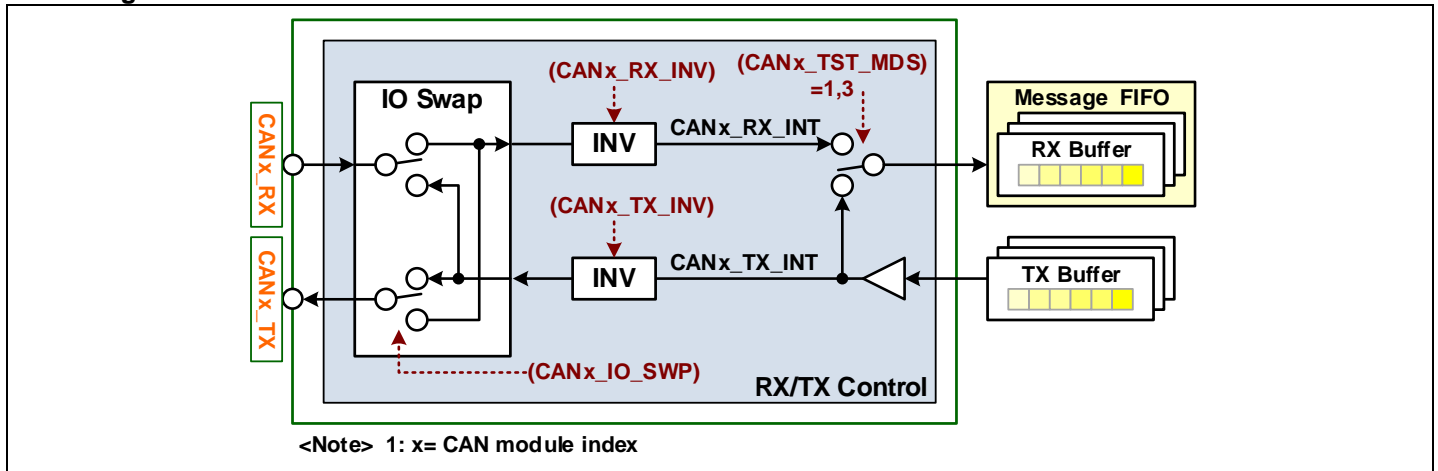 (CANx_RX_INV)
(CANx_TST_MDS)
=1,3
IO Swap
Message FIFO
CANx_RX
INV
CANx_RX_INT
RX Buffer
(CANx_TX_INV)
CANx_TX
INV
CANx_TX_INT
TX Buffer
(CANx_IO_SWP)
RX/TX Control
<Note> 1: x= CAN module index